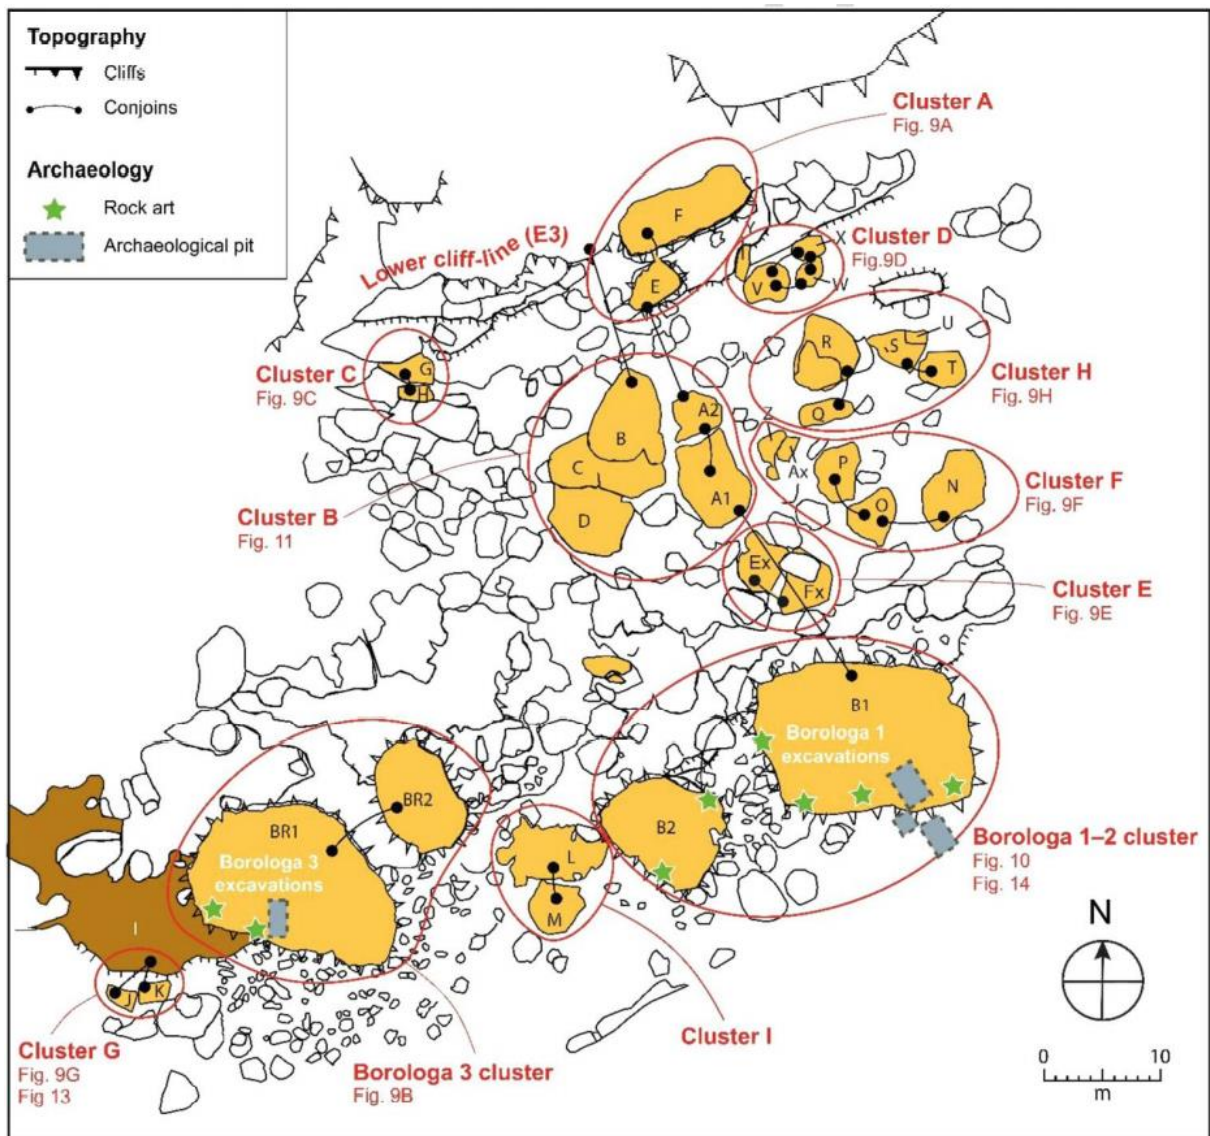 Topography
Cliffs
Conjoins
Archaeology
Rock art
Archaeological pit
Cluster A
Fig. 9A
Lower cliff-line (E3)
F
E
Y
X
V
W
Cluster D
Fig.9D
Cluster C
Fig. 9C
G
H
R
S
U
T
Q
Cluster H
Fig. 9H
A2
B
C
D
A1
Cluster B
Fig. 11
Z
Ax
P
O
N
Cluster F
Fig. 9F
Ex
Fx
Cluster E
Fig. 9E
B1
Borologa 1
excavations
B2
Borologa 1–2 cluster
Fig. 10
Fig. 14
BR2
BR1
Borologa 3
excavations
L
M
I
J
K
Cluster I
Cluster G
Fig. 9G
Fig 13
Borologa 3 cluster
Fig. 9B
N
0 10
m